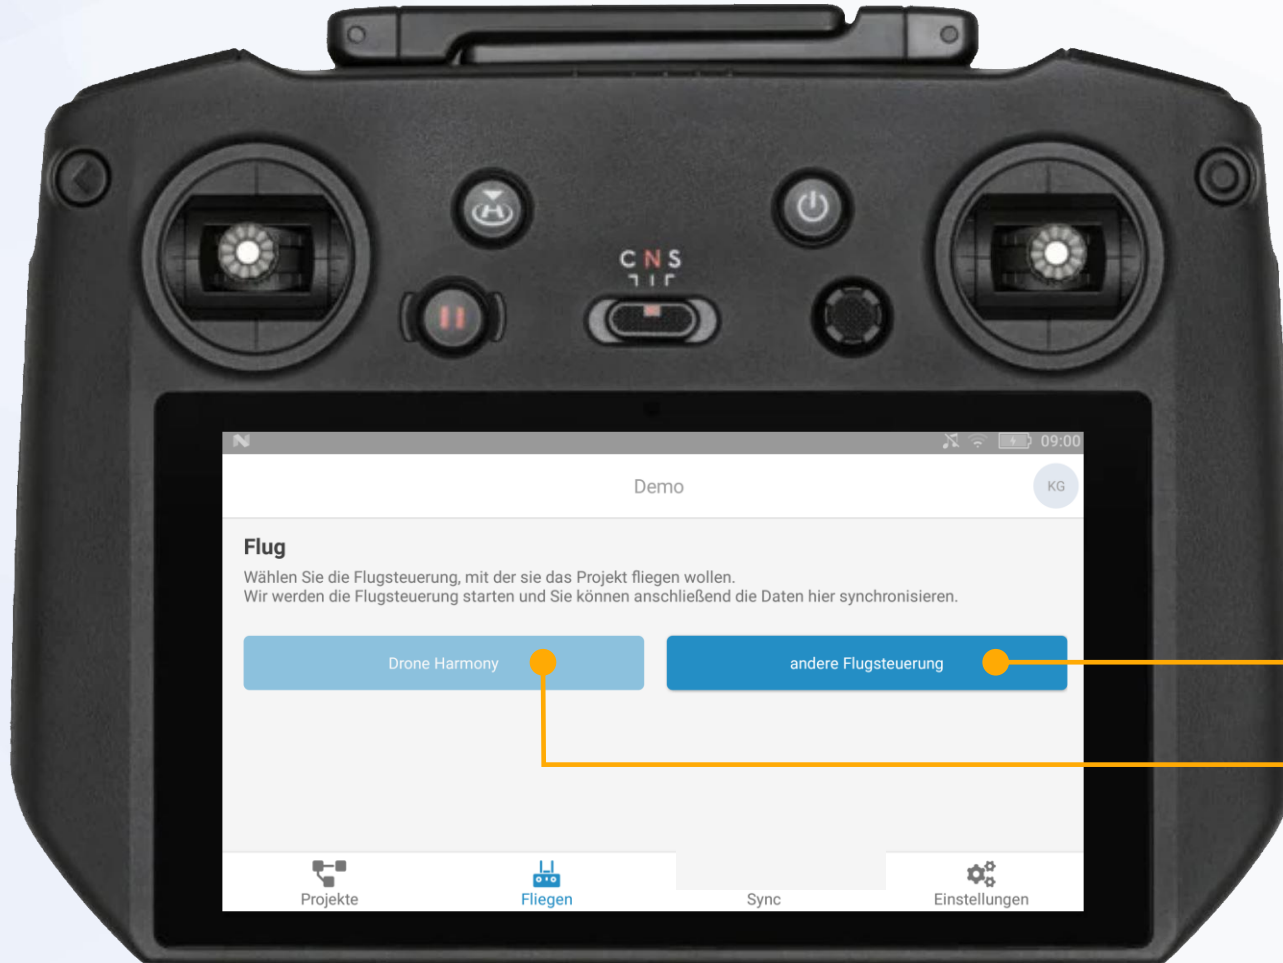 C N S
09:00
Demo
KG
Flug
Wählen Sie die Flugsteuerung, mit der sie das Projekt fliegen wollen.
Wir werden die Flugsteuerung starten und Sie können anschließend die Daten hier synchronisieren.
Drone Harmony
andere Flugsteuerung
Projekte
Fliegen
Sync
Einstellungen